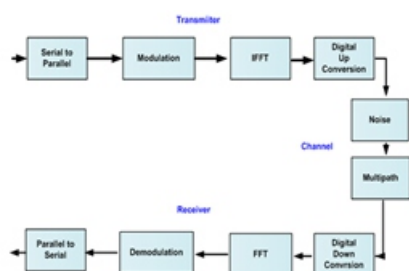 Transmiiter
Serial to
Parallel
Modulation
IFFT
Digital
Up
Conversion
Noise
Channel
Multipath
Receiver
Parallel to
Serial
Demodulation
FFT
Digital
Down
Convrsion